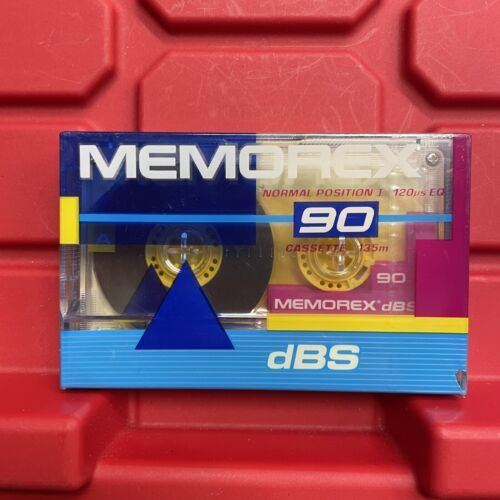 MEMOREX
NORMAL POSITION I 120µs EQ
90
CASSETTE 135m
A
90
MEMOREX dBS
dBS